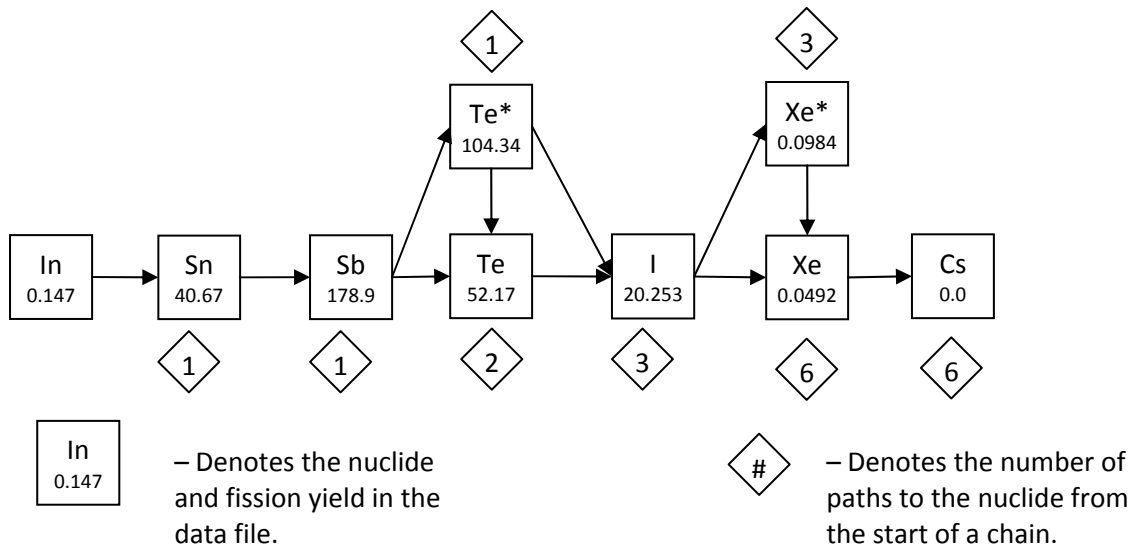 1
3
Te*
104.34
Xe*
0.0984
In
0.147
Sn
40.67
Sb
178.9
Te
52.17
I
20.253
Xe
0.0492
Cs
0.0
1
1
2
3
6
6
In
0.147
– Denotes the nuclide
and fission yield in the
data file.
#
– Denotes the number of
paths to the nuclide from
the start of a chain.